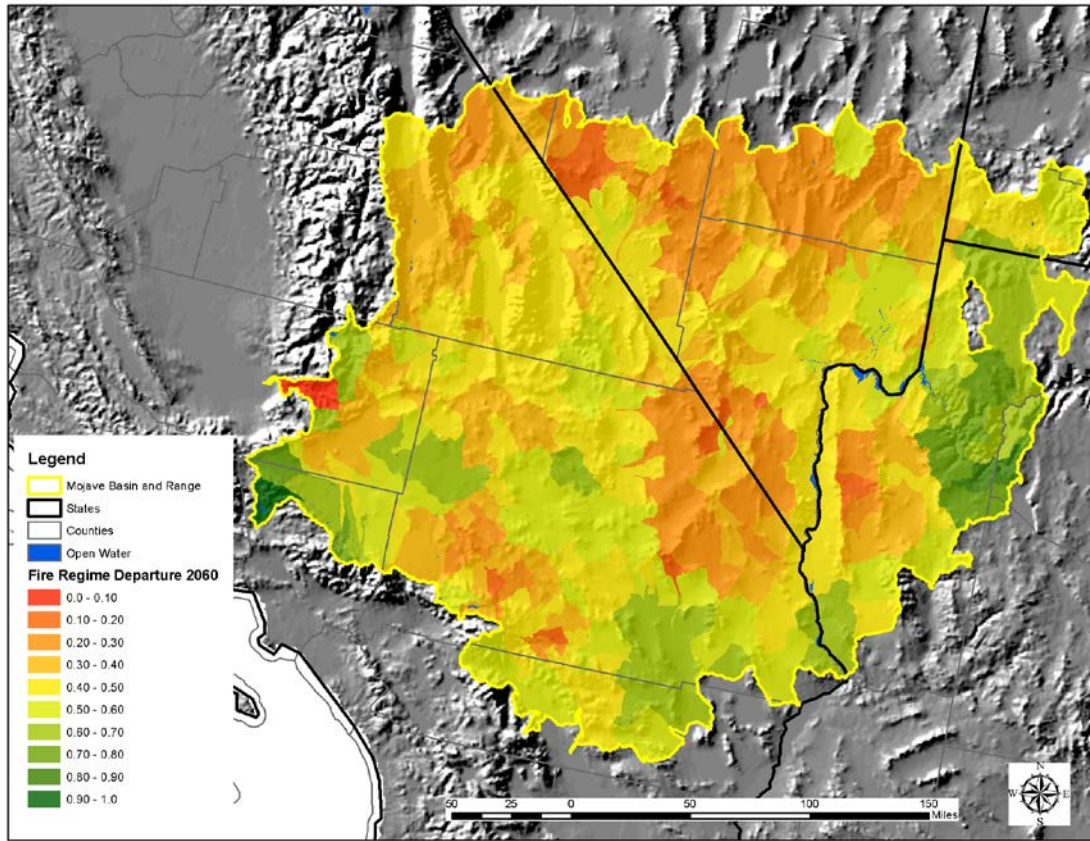 Legend
Mojave Basin and Range
States
Counties
Open Water
Fire Regime Departure 2060
0.0 - 0.10
0.10 - 0.20
0.20 - 0.30
0.30 - 0.40
0.40 - 0.50
0.50 - 0.60
0.60 - 0.70
0.70 - 0.80
0.80 - 0.90
0.90 - 1.0
50 25 0 50 100 150
Miles
N
W E
S